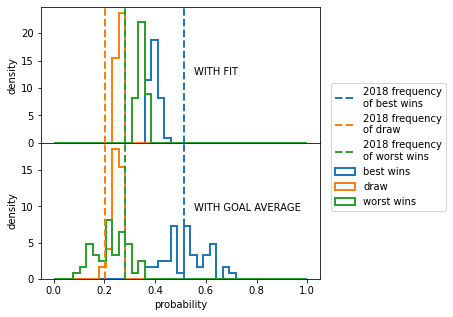 20
15
10
5
0
density
WITH FIT
15
10
5
0
density
WITH GOAL AVERAGE
0.0 0.2 0.4 0.6 0.8 1.0
probability
2018 frequency
of best wins
2018 frequency
of draw
2018 frequency
of worst wins
best wins
draw
worst wins